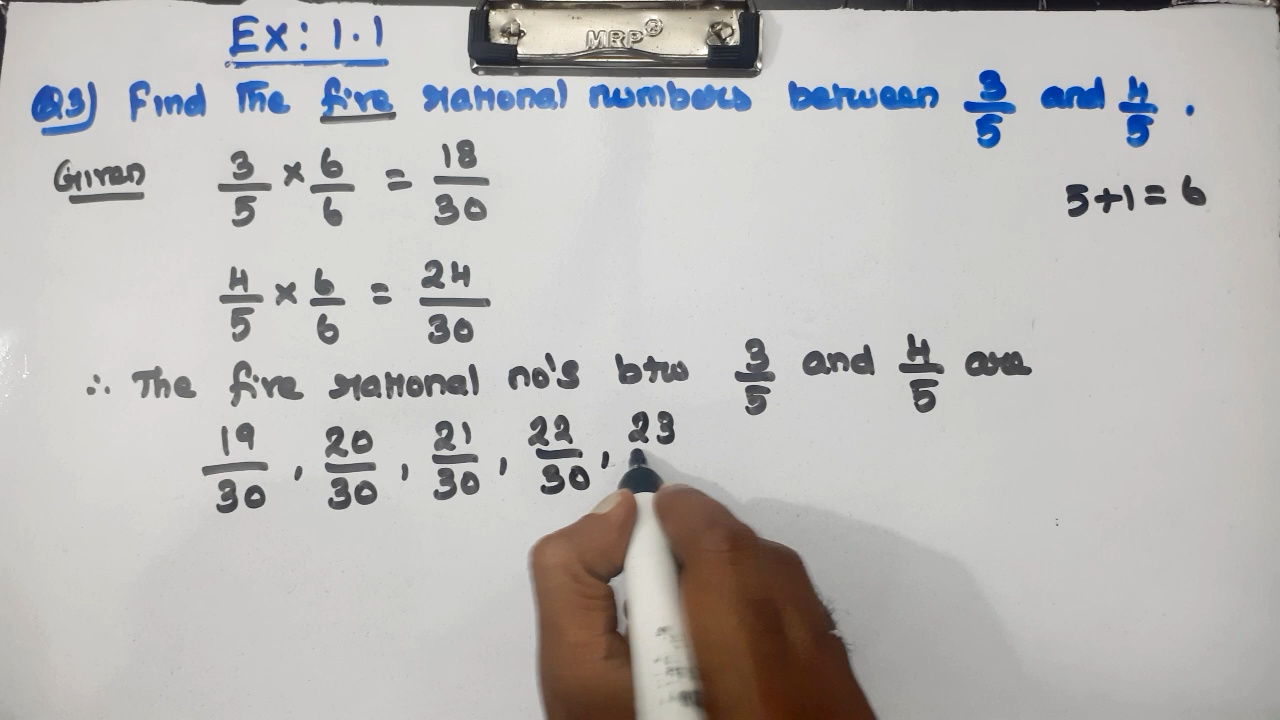 MRP®
Ex: 1.1
Q3) Find The five rational numbers between 3/5 and 4/5.
Given 3/5 × 6/6 = 18/30
5+1=6
4/5 × 6/6 = 24/30
∴ The five rational no's btw 3/5 and 4/5 are
19/30, 20/30, 21/30, 22/30, 23